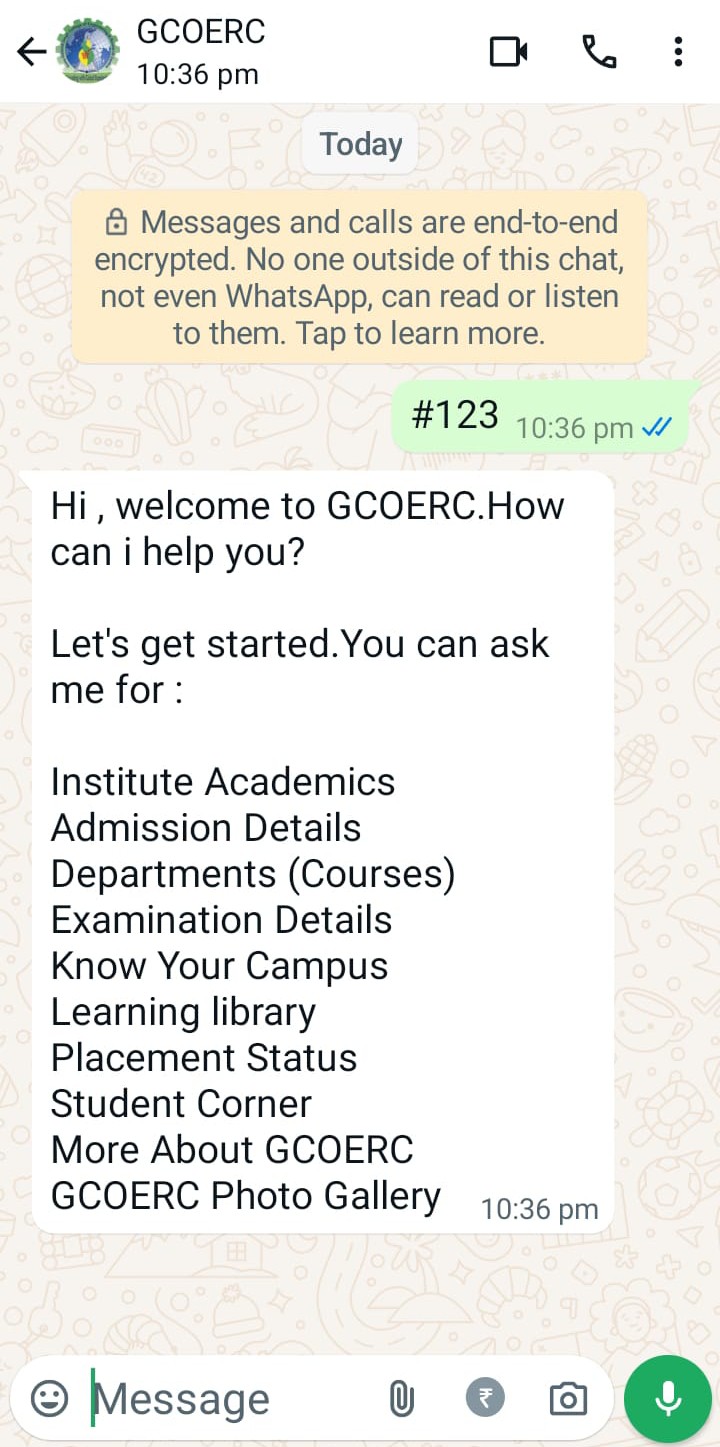 GCOERC
10:36 pm
Today
Messages and calls are end-to-end
encrypted. No one outside of this chat,
not even WhatsApp, can read or listen
to them. Tap to learn more.
#123 10:36 pm
Hi , welcome to GCOERC.How
can i help you?
Let's get started.You can ask
me for :
Institute Academics
Admission Details
Departments (Courses)
Examination Details
Know Your Campus
Learning library
Placement Status
Student Corner
More About GCOERC
GCOERC Photo Gallery 10:36 pm
Message ₹